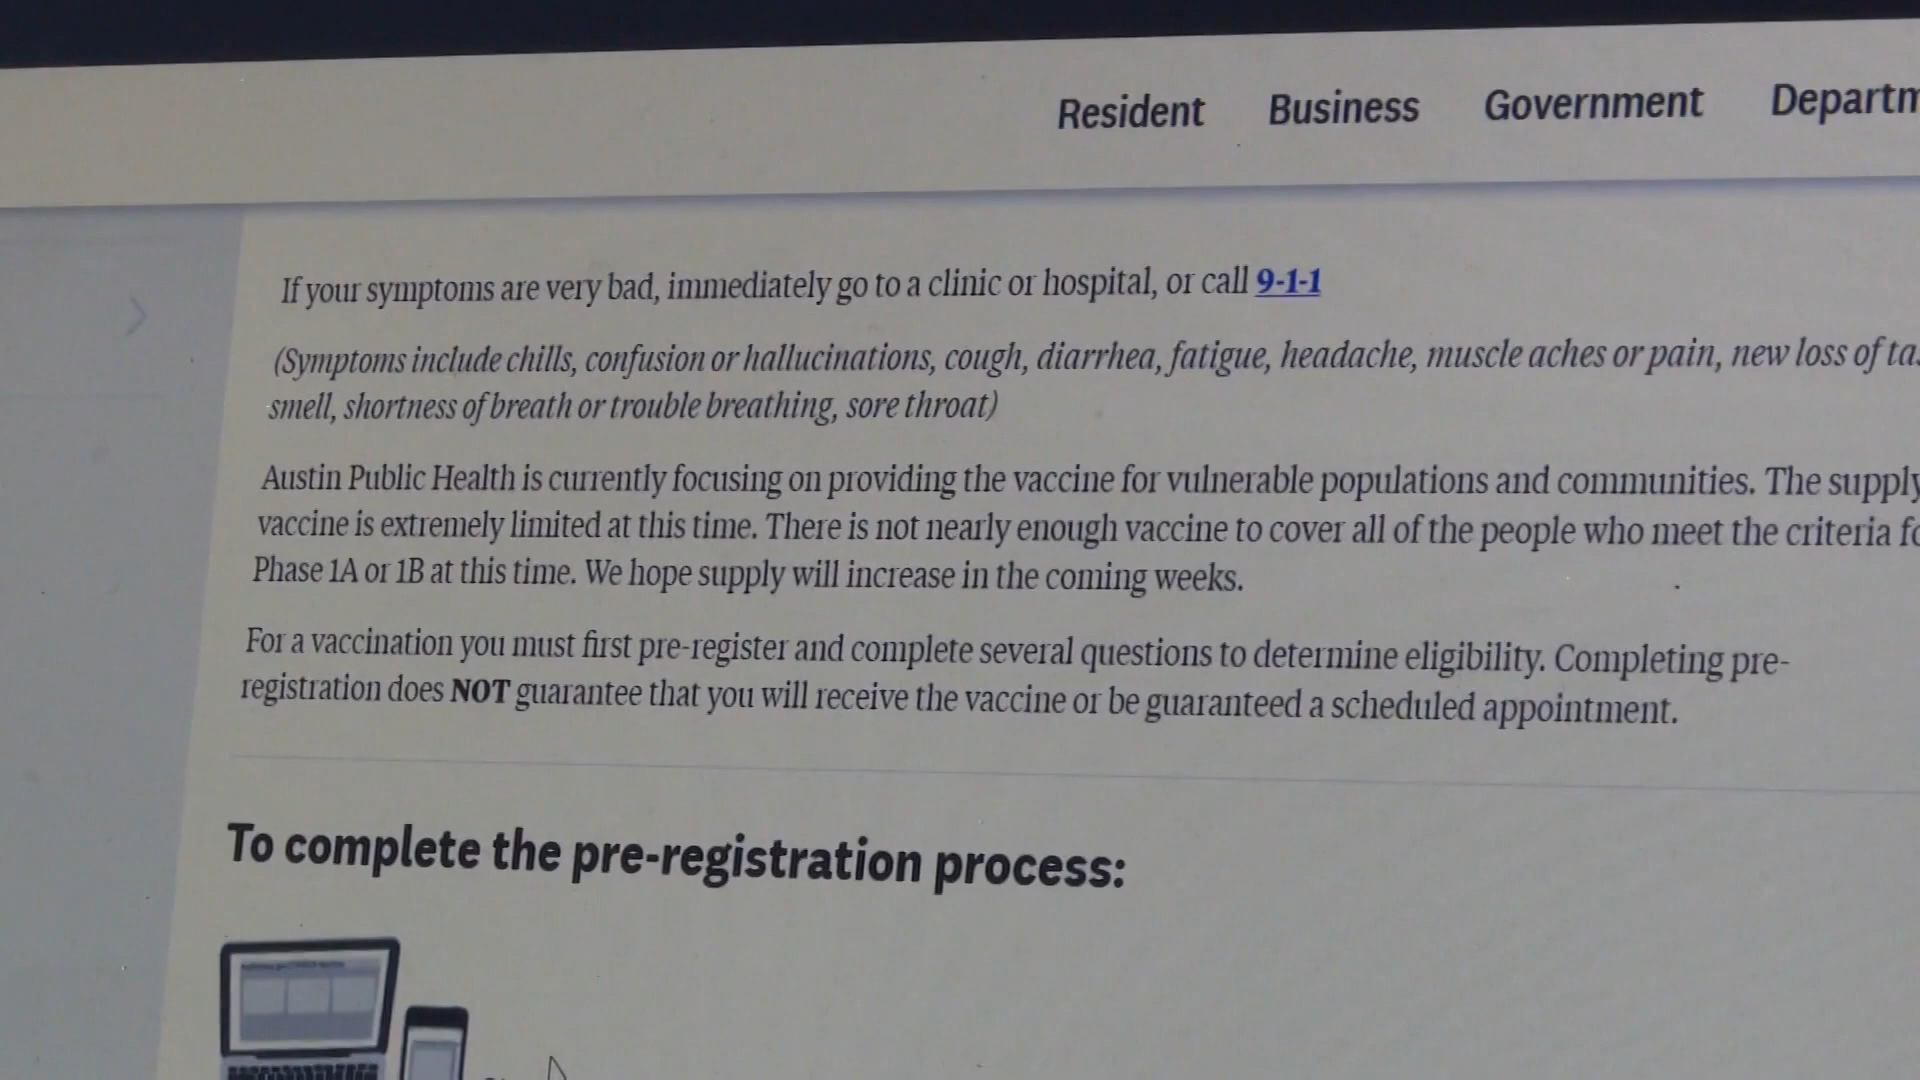 Resident Business Government
If your symptoms are very bad, immediately go to a clinic or hospital, or call 9-1-1
(Symptoms include chills, confusion or hallucinations, cough, diarrhea, fatigue, headache, muscle aches or pain, new loss of
smell, shortness of breath or trouble breathing, sore throat)
Austin Public Health is currently focusing on providing the vaccine for vulnerable populations and communities. The supply
vaccine is extremely limited at this time. There is not nearly enough vaccine to cover all of the people who meet the criteria
Phase 1A or 1B at this time. We hope supply will increase in the coming weeks.
For a vaccination you must first pre-register and complete several questions to determine eligibility. Completing pre-
registration does NOT guarantee that you will receive the vaccine or be guaranteed a scheduled appointment.
To complete the pre-registration process: